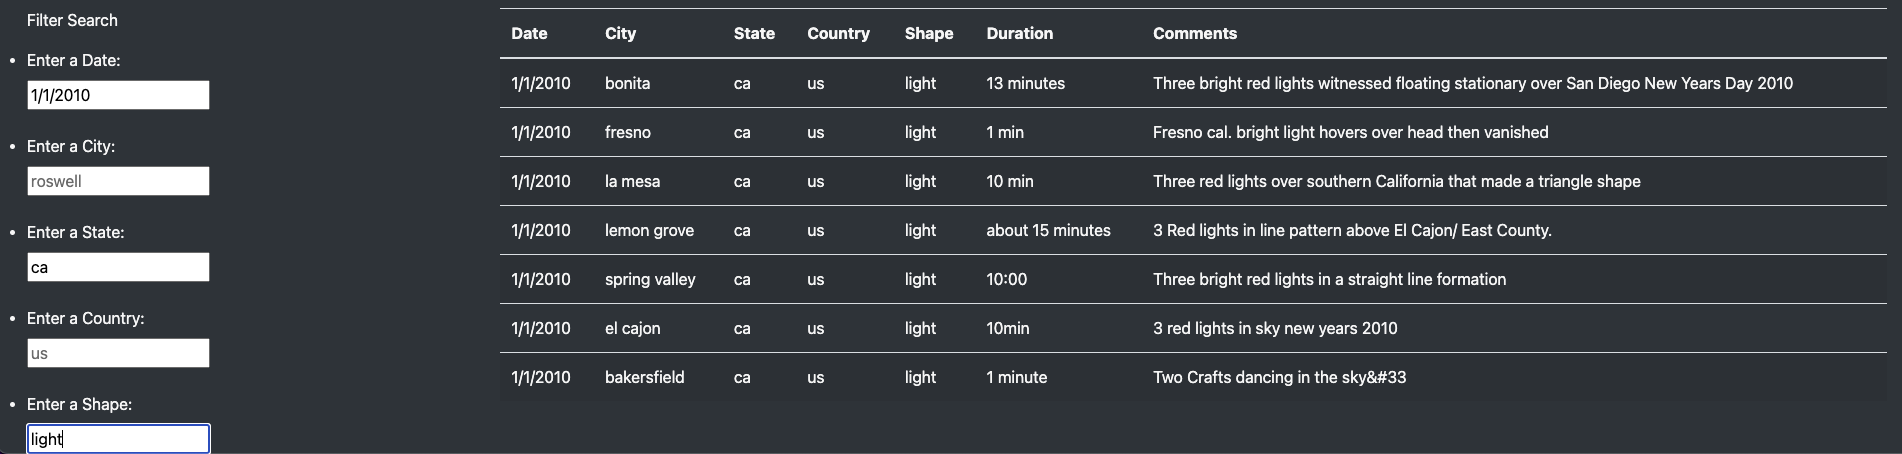 Filter Search
Enter a Date:
1/1/2010
Enter a City:
roswell
Enter a State:
ca
Enter a Country:
us
Enter a Shape:
light
Date City State Country Shape Duration Comments
1/1/2010 bonita ca us light 13 minutes Three bright red lights witnessed floating stationary over San Diego New Years Day 2010
1/1/2010 fresno ca us light 1 min Fresno cal. bright light hovers over head then vanished
1/1/2010 la mesa ca us light 10 min Three red lights over southern California that made a triangle shape
1/1/2010 lemon grove ca us light about 15 minutes 3 Red lights in line pattern above El Cajon/ East County.
1/1/2010 spring valley ca us light 10:00 Three bright red lights in a straight line formation
1/1/2010 el cajon ca us light 10min 3 red lights in sky new years 2010
1/1/2010 bakersfield ca us light 1 minute Two Crafts dancing in the sky&#33